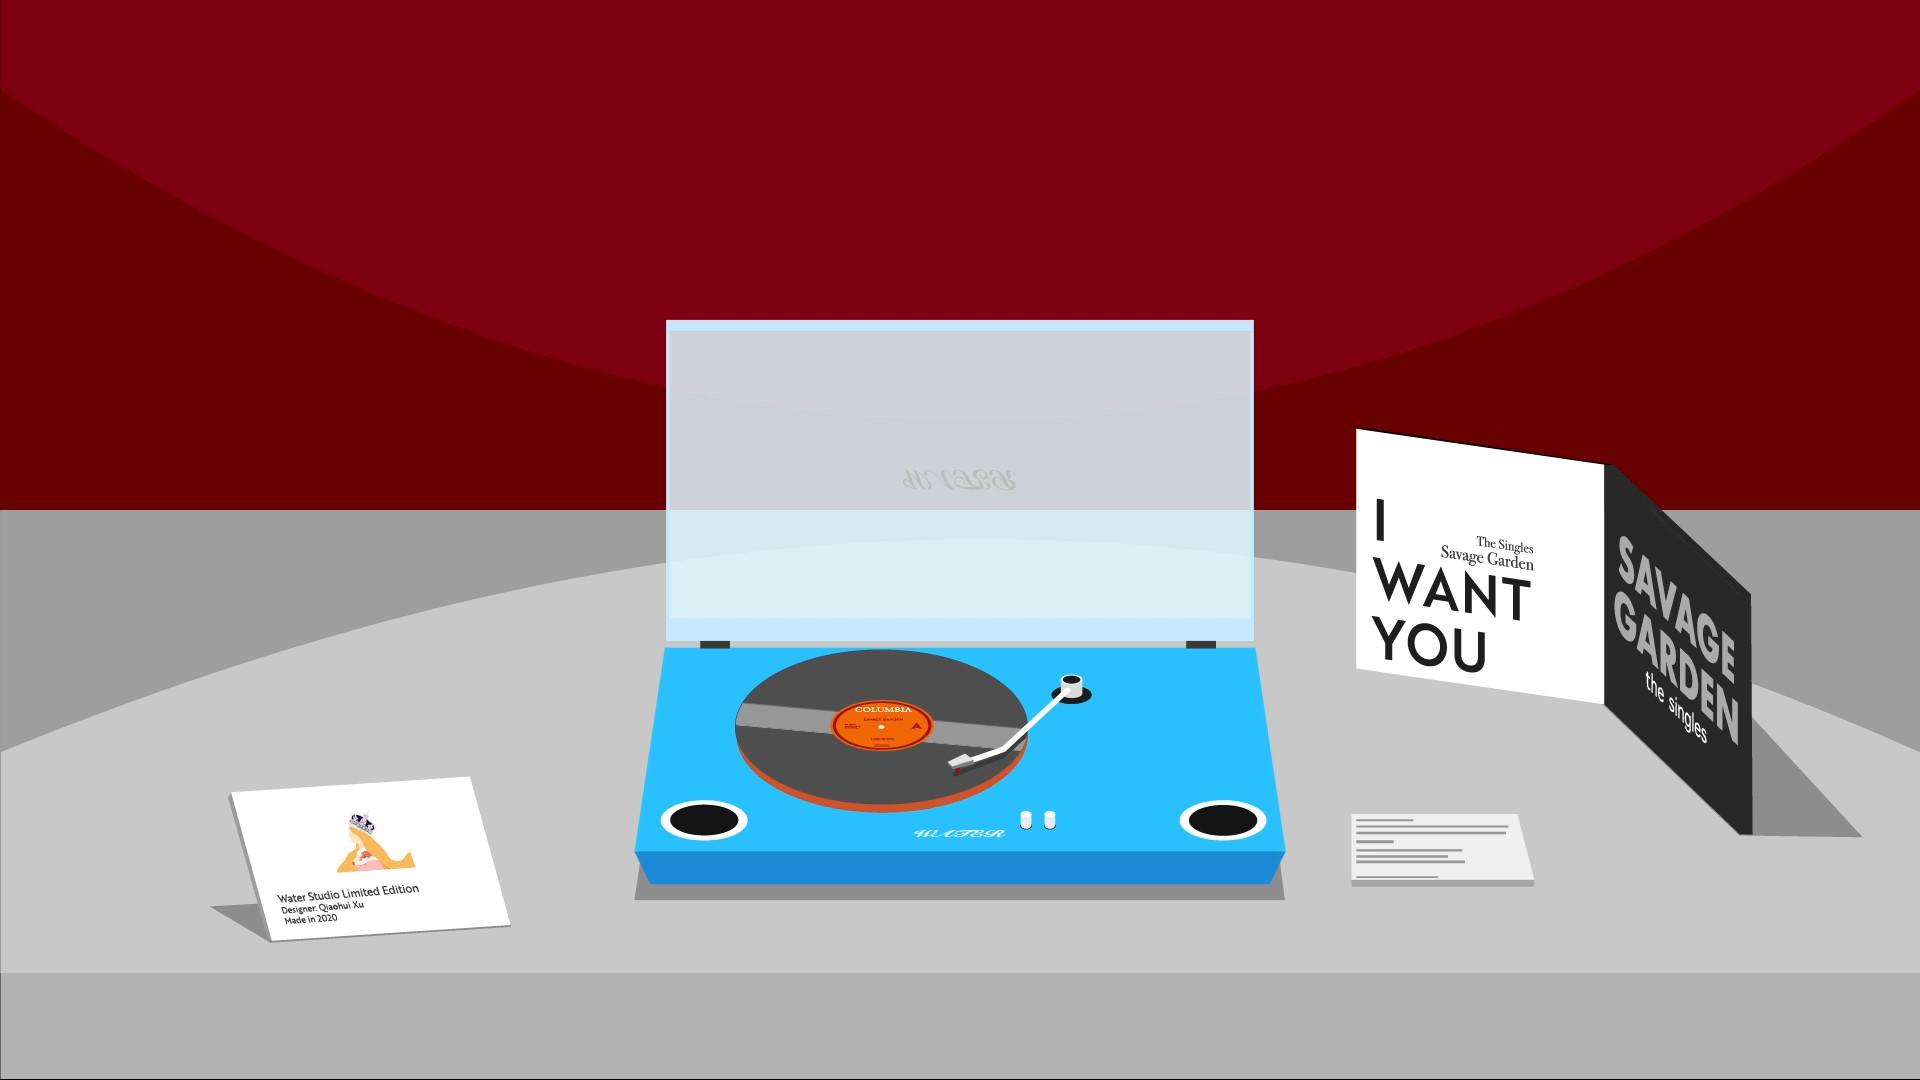 WATER
I
The Singles
Savage Garden
WANT
YOU
SAVAGE
GARDEN
the singles
COLUMBIA
SAVAGE GARDEN
WATER
Water Studio Limited Edition
Designer: Qiaohui Xu
Made in 2020